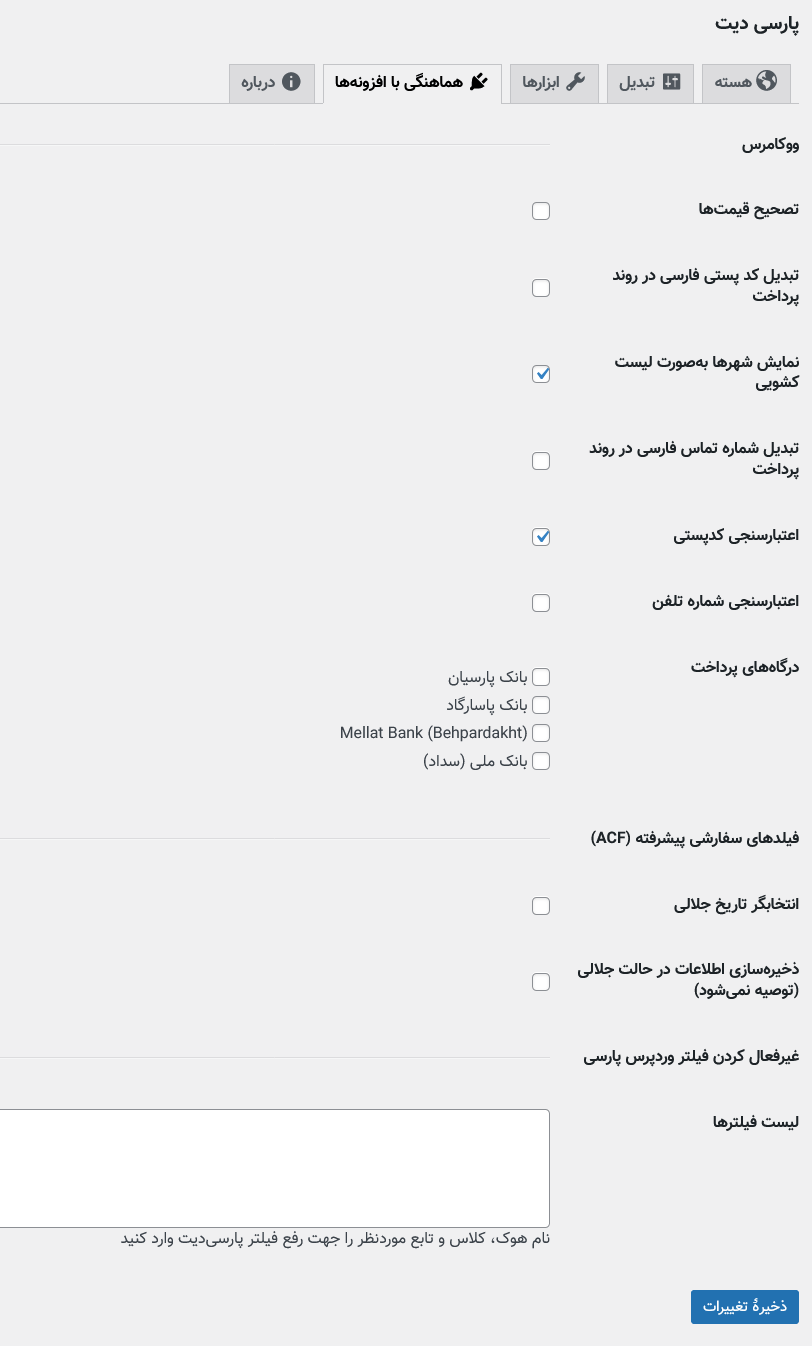 پارسی دیت
هسته
تبدیل
ابزارها
هماهنگی با افزونه‌ها
درباره
ووکامرس
تصحیح قیمت‌ها
تبدیل کد پستی فارسی در روند
پرداخت
نمایش شهرها به‌صورت لیست
کشویی
تبدیل شماره تماس فارسی در روند
پرداخت
اعتبارسنجی کدپستی
اعتبارسنجی شماره تلفن
درگاه‌های پرداخت
بانک پارسیان
بانک پاسارگاد
Mellat Bank (Behpardakht)
بانک ملی (سداد)
فیلدهای سفارشی پیشرفته (ACF)
انتخابگر تاریخ جلالی
ذخیره‌سازی اطلاعات در حالت جلالی
(توصیه نمی‌شود)
غیرفعال کردن فیلتر وردپرس پارسی
لیست فیلترها
نام هوک، کلاس و تابع موردنظر را جهت رفع فیلتر پارسی‌دیت وارد کنید
ذخیرهٔ تغییرات